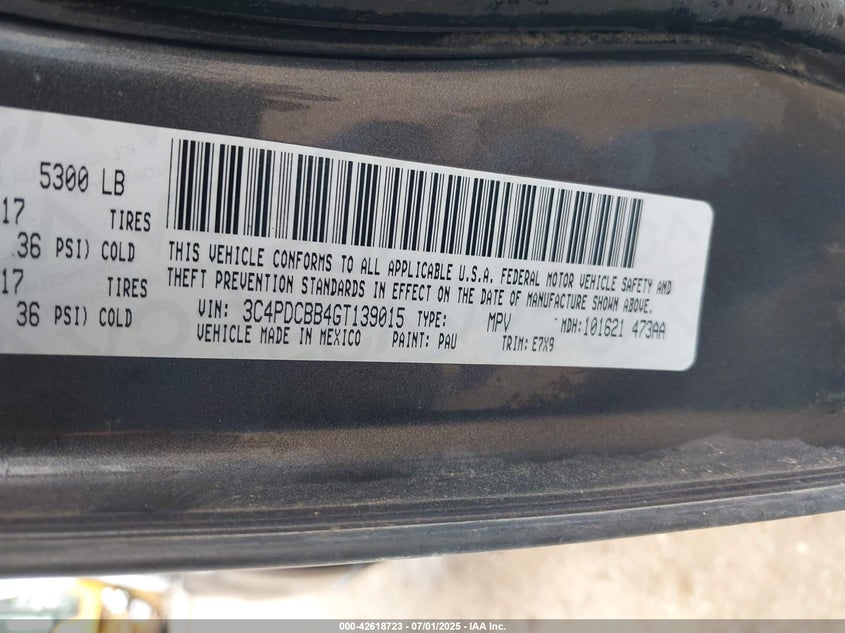 5300 LB
17 TIRES
36 PSI) COLD
17 TIRES
36 PSI) COLD
THIS VEHICLE CONFORMS TO ALL APPLICABLE U.S.A. FEDERAL MOTOR VEHICLE SAFETY AND
THEFT PREVENTION STANDARDS IN EFFECT ON THE DATE OF MANUFACTURE SHOWN ABOVE.
VIN: 3C4PDCBB4GT139015 TYPE: MPV MDH:101621 473AA
VEHICLE MADE IN MEXICO PAINT: PAU TRIM: E7X9
000-42618723 - 07/01/2025 - IAA Inc.